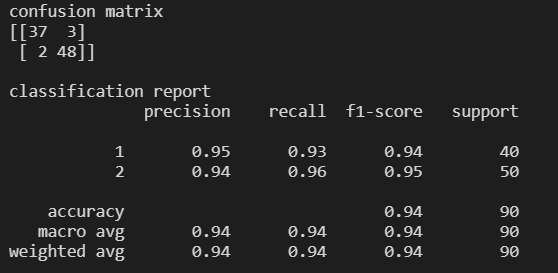 confusion matrix
[[37  3]
 [ 2 48]]
classification report
              precision    recall  f1-score   support
           1       0.95      0.93      0.94        40
           2       0.94      0.96      0.95        50
    accuracy                           0.94        90
   macro avg       0.94      0.94      0.94        90
weighted avg       0.94      0.94      0.94        90